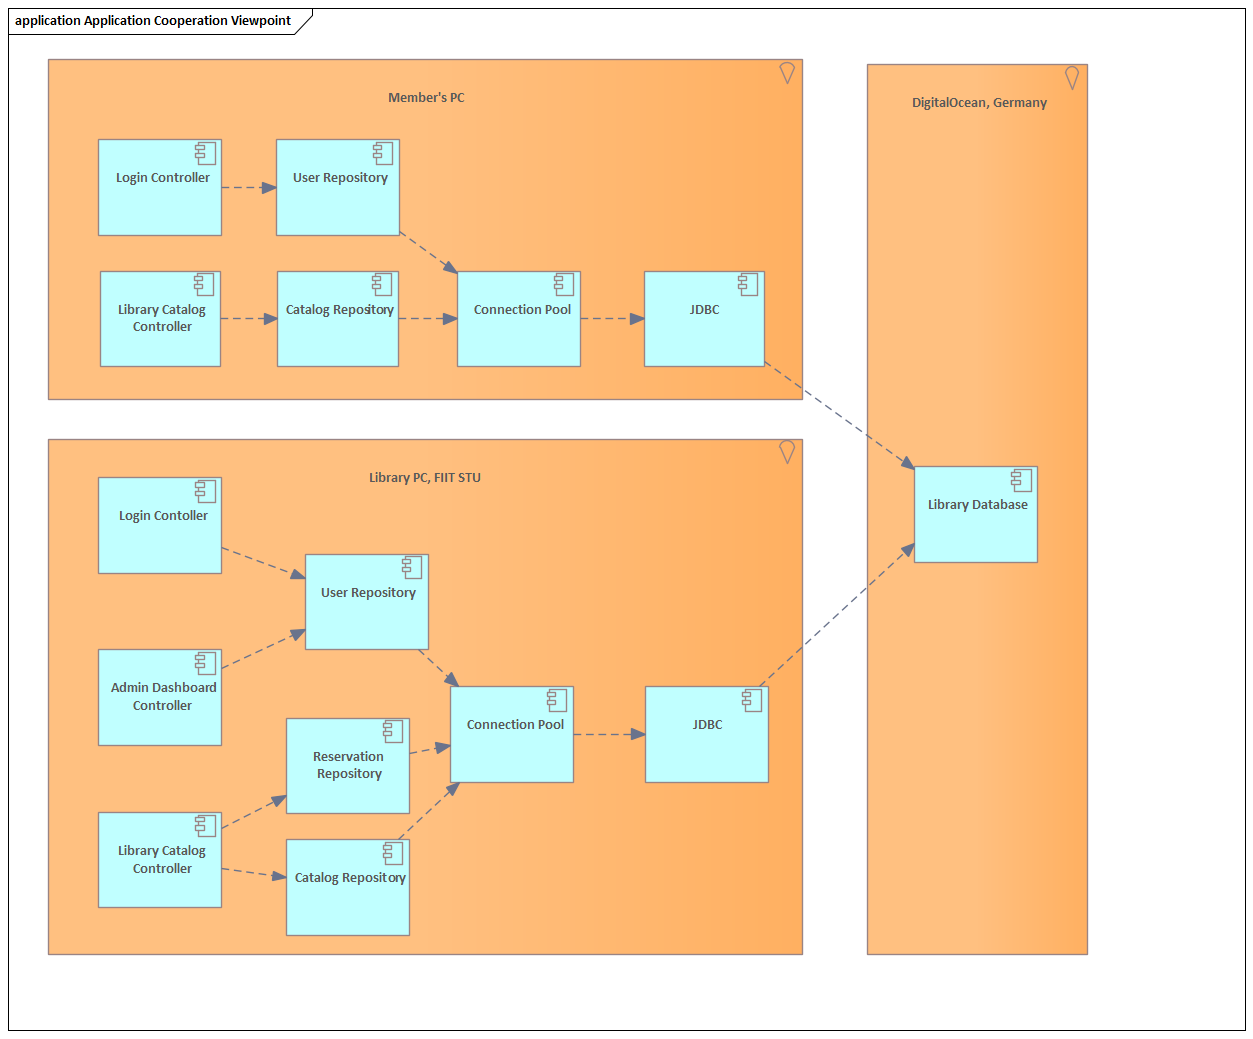 application Application Cooperation Viewpoint
Member's PC
Login Controller
User Repository
Library Catalog
Controller
Catalog Repository
Connection Pool
JDBC
DigitalOcean, Germany
Library Database
Library PC, FIIT STU
Login Contoller
User Repository
Admin Dashboard
Controller
Reservation
Repository
Connection Pool
JDBC
Library Catalog
Controller
Catalog Repository